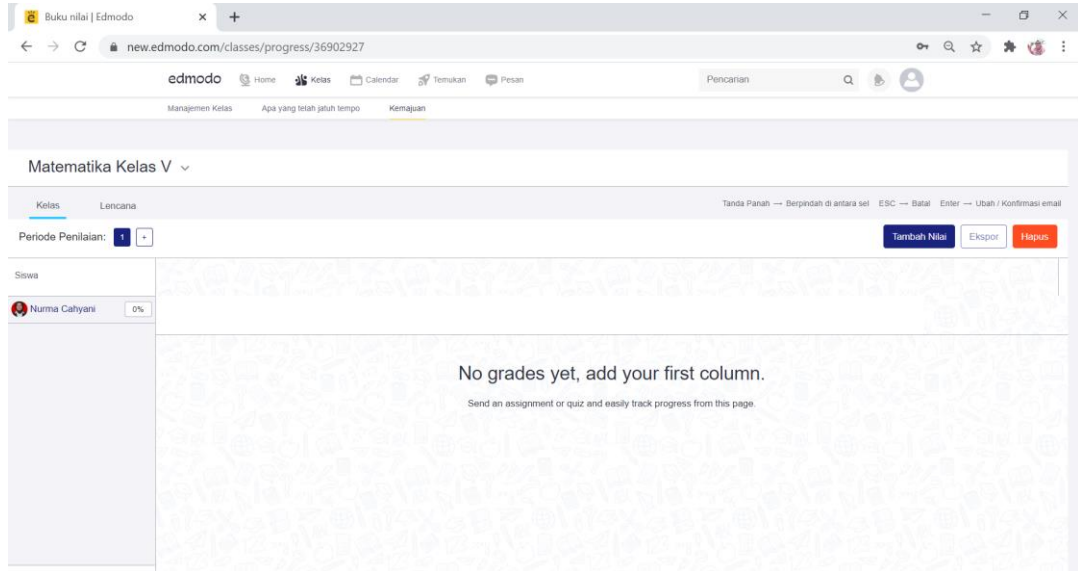 Buku nilai | Edmodo
new.edmodo.com/classes/progress/36902927
edmodo Home Kelas Calendar Temukan Pesan Pencarian
Manajemen Kelas Apa yang telah jatuh tempo Kemajuan
Matematika Kelas V
Kelas Lencana Tanda Panah → Berpindah di antara sel ESC → Batal Enter → Ubah / Konfirmasi email
Periode Penilaian: 1 + Tambah Nilai Ekspor Hapus
Siswa
Nurma Cahyani 0%
No grades yet, add your first column.
Send an assignment or quiz and easily track progress from this page.